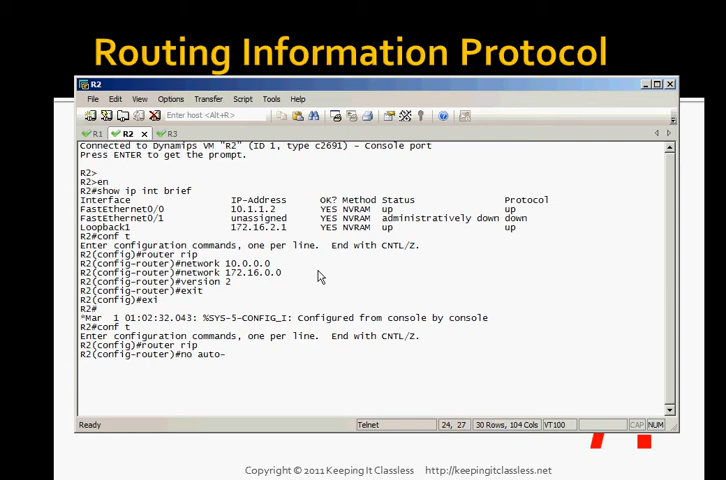 Routing Information Protocol
R2
File Edit View Options Transfer Script Tools Help
Enter host <Alt+R>
R1 R2 x R3
Connected to Dynamips VM "R2" (ID 1, type c2691) - Console port
Press ENTER to get the prompt.
R2>
R2>en
R2#show ip int brief
Interface IP-Address OK? Method Status Protocol
FastEthernet0/0 10.1.1.2 YES NVRAM up up
FastEthernet0/1 unassigned YES NVRAM administratively down down
Loopback1 172.16.2.1 YES NVRAM up up
R2#conf t
Enter configuration commands, one per line. End with CNTL/Z.
R2(config)#router rip
R2(config-router)#network 10.0.0.0
R2(config-router)#network 172.16.0.0
R2(config-router)#version 2
R2(config-router)#exit
R2(config)#exi
R2#
*Mar 1 01:02:32.043: %SYS-5-CONFIG_I: Configured from console by console
R2#conf t
Enter configuration commands, one per line. End with CNTL/Z.
R2(config)#router rip
R2(config-router)#no auto-
Ready Telnet 24, 27 30 Rows, 104 Cols VT100 CAP NUM
Copyright © 2011 Keeping It Classless http://keepingitclassless.net